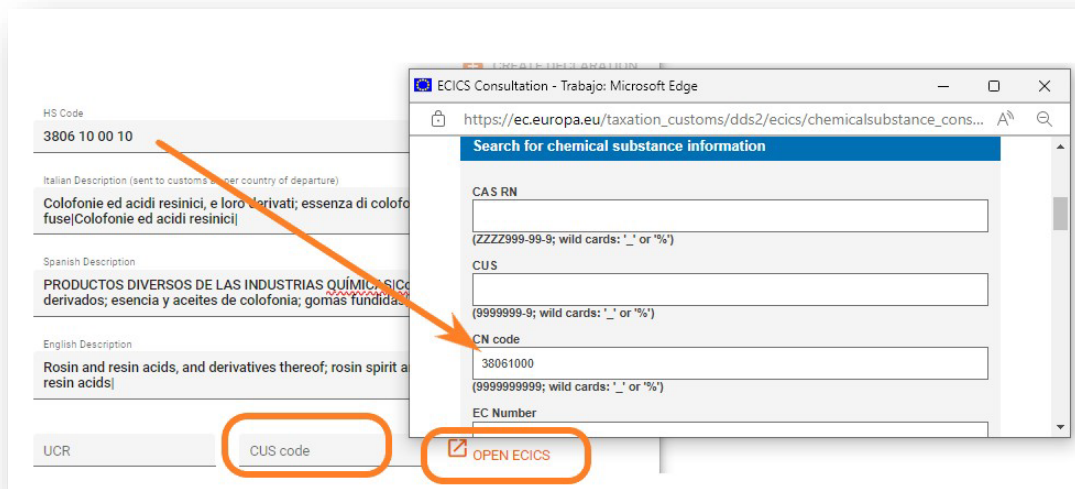 CREATE DECLARATION
HS Code
3806 10 00 10
Italian Description (sent to customs as per country of departure)
Colofonie ed acidi resinici, e loro derivati; essenza di colofo
fuse|Colofonie ed acidi resinici|
Spanish Description
PRODUCTOS DIVERSOS DE LAS INDUSTRIAS QUÍMICAS|Co
derivados; esencia y aceites de colofonia; gomas fundidas
English Description
Rosin and resin acids, and derivatives thereof; rosin spirit a
resin acids|
UCR
CUS code
OPEN ECICS
ECICS Consultation - Trabajo: Microsoft Edge
https://ec.europa.eu/taxation_customs/dds2/ecics/chemicalsubstance_cons...
Search for chemical substance information
CAS RN
(ZZZZ999-99-9; wild cards: '_' or '%')
CUS
(9999999-9; wild cards: '_' or '%')
CN code
38061000
(9999999999; wild cards: '_' or '%')
EC Number